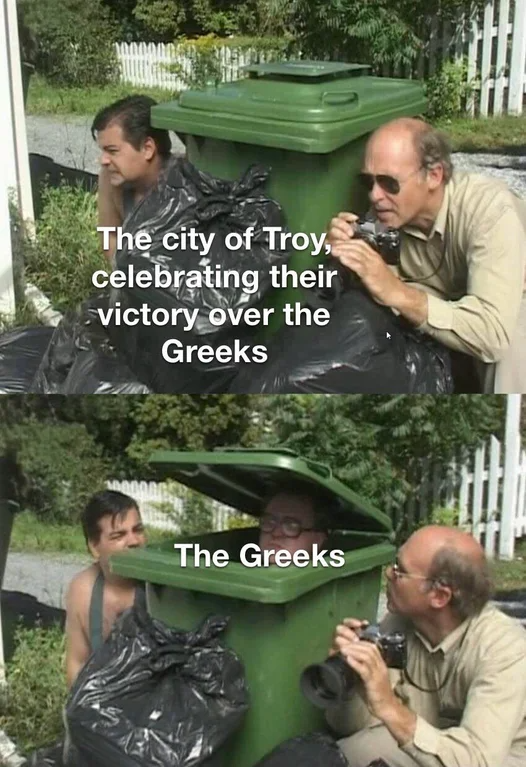 The city of Troy,
celebrating their
victory over the
Greeks
The Greeks